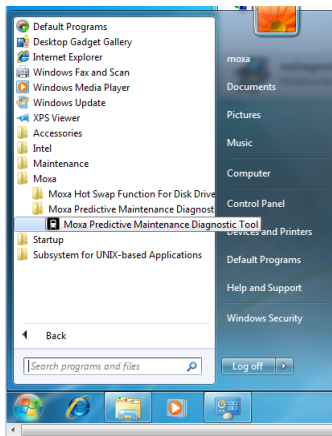 Default Programs
Desktop Gadget Gallery
Internet Explorer
Windows Fax and Scan
Windows Media Player
Windows Update
XPS Viewer
Accessories
Intel
Maintenance
Moxa
Moxa Hot Swap Function For Disk Drive
Moxa Predictive Maintenance Diagnost
Moxa Predictive Maintenance Diagnostic Tool
Startup
Subsystem for UNIX-based Applications
Back
Search programs and files
moxa
Documents
Pictures
Music
Computer
Control Panel
Devices and Printers
Default Programs
Help and Support
Windows Security
Log off